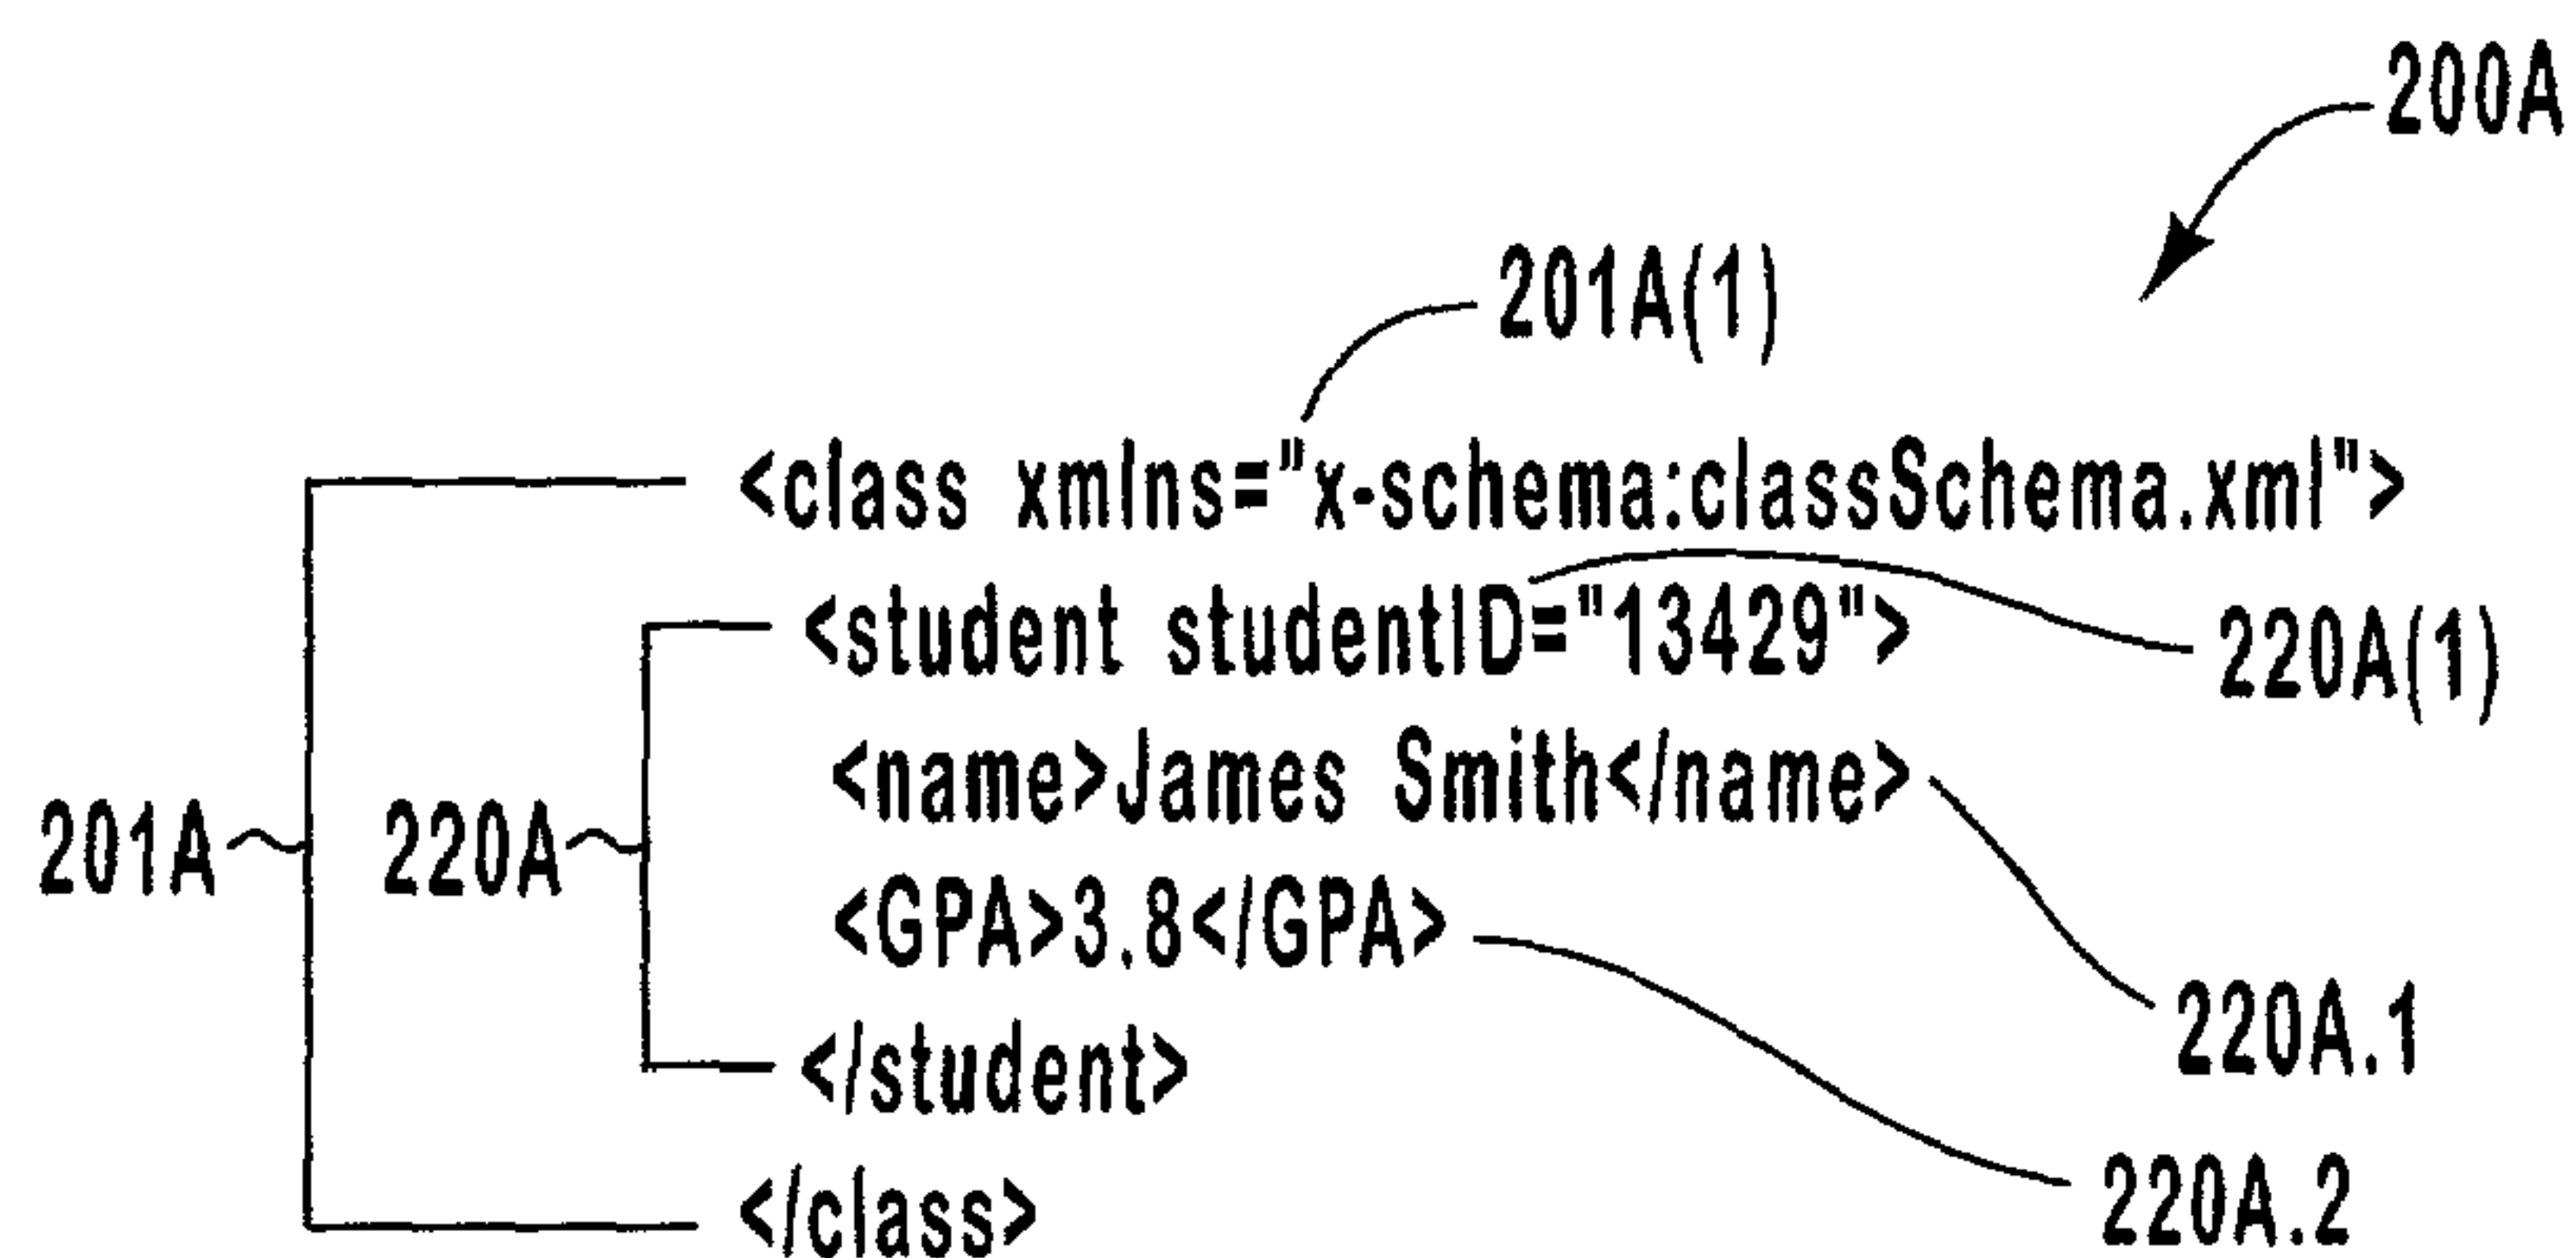 200A
201A(1)
<class xmlns="x-schema:classSchema.xml">
<student studentID="13429">
220A(1)
<name>James Smith</name>
201A
220A
<GPA>3.8</GPA>
220A.1
</student>
220A.2
</class>